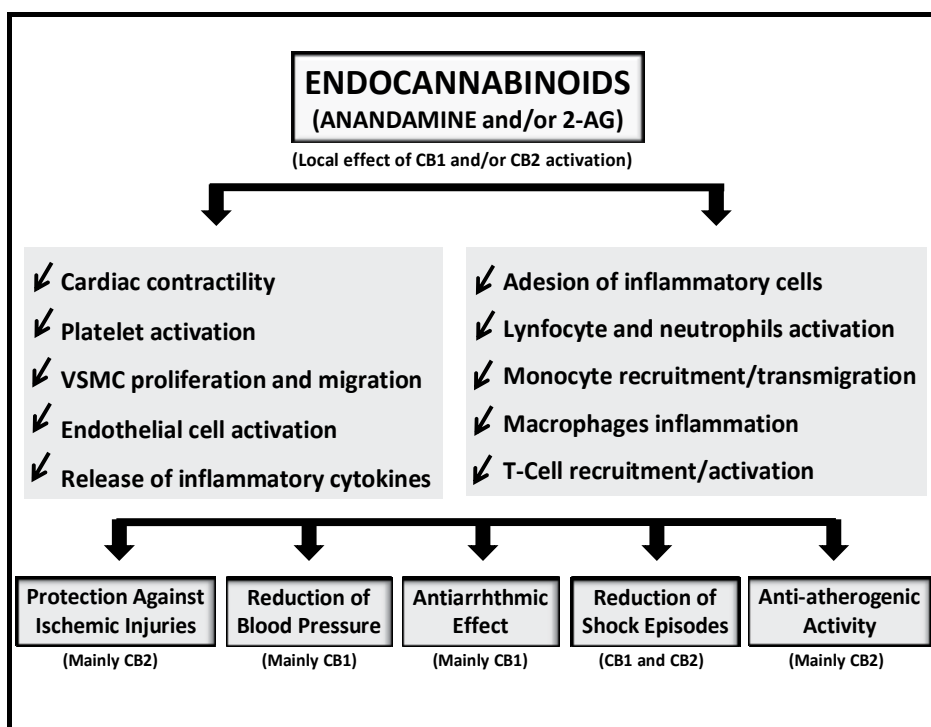 ENDOCANNABINOIDS
(ANANDAMINE and/or 2-AG)
(Local effect of CB1 and/or CB2 activation)
Cardiac contractility
Platelet activation
VSMC proliferation and migration
Endothelial cell activation
Release of inflammatory cytokines
Adesion of inflammatory cells
Lynfocyte and neutrophils activation
Monocyte recruitment/transmigration
Macrophages inflammation
T-Cell recruitment/activation
Protection Against
Ischemic Injuries
(Mainly CB2)
Reduction of
Blood Pressure
(Mainly CB1)
Antiarrhthmic
Effect
(Mainly CB1)
Reduction of
Shock Episodes
(CB1 and CB2)
Anti-atherogenic
Activity
(Mainly CB2)